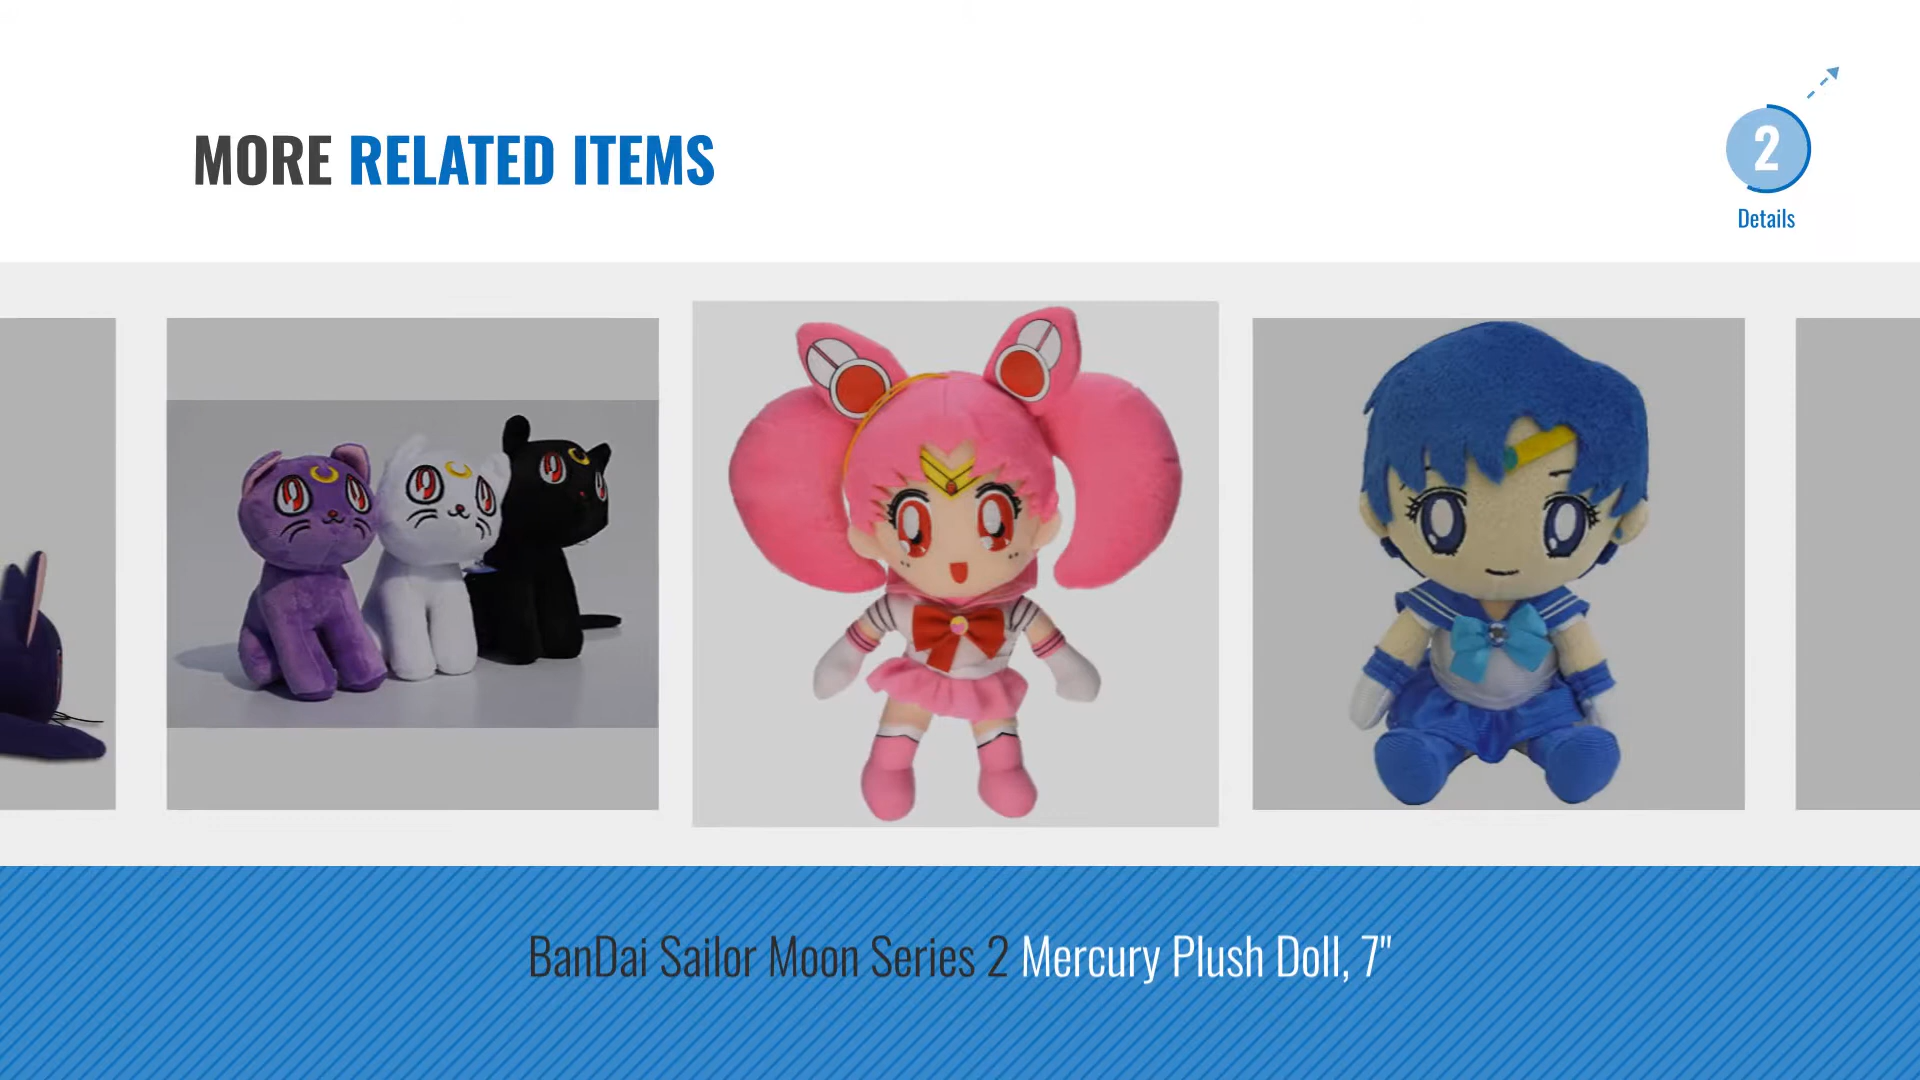 MORE RELATED ITEMS
2
Details
BanDai Sailor Moon Series 2 Mercury Plush Doll, 7"